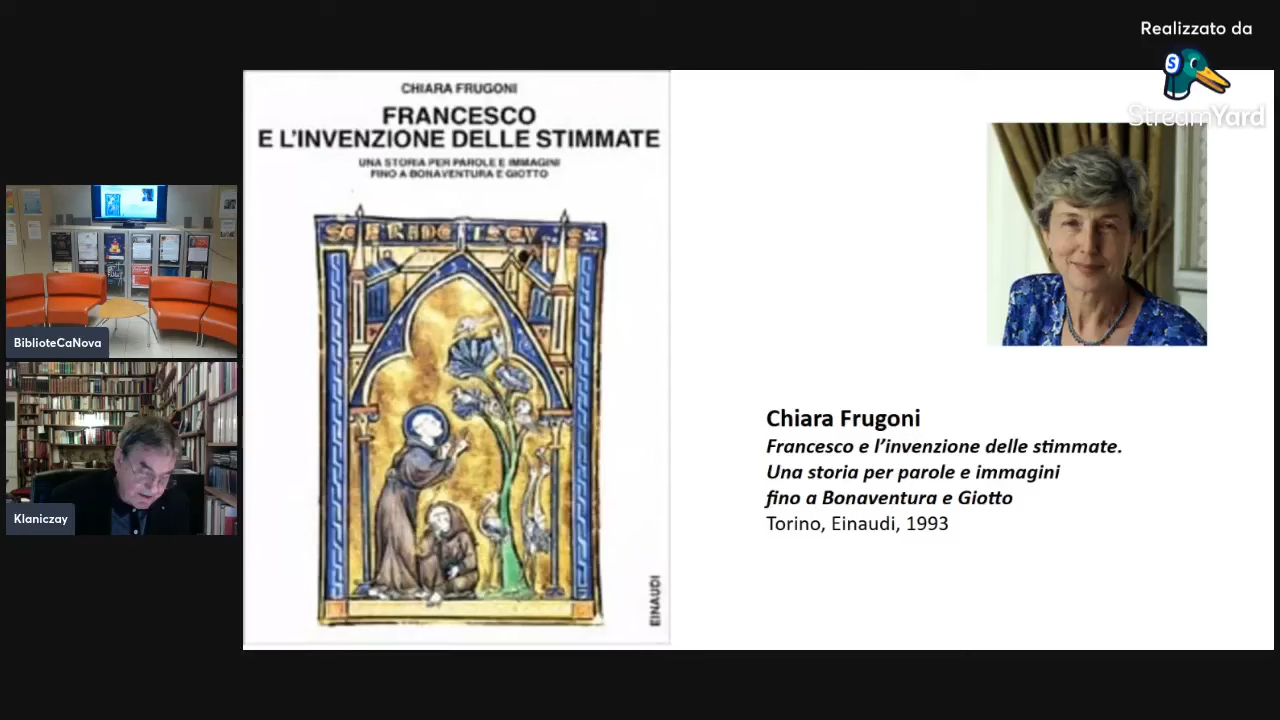 Realizzato da
StreamYard
CHIARA FRUGONI
FRANCESCO
E L'INVENZIONE DELLE STIMMATE
UNA STORIA PER PAROLE E IMMAGINI
FINO A BONAVENTURA E GIOTTO
EINAUDI
BiblioteCaNova
Klaniczay
Chiara Frugoni
Francesco e l'invenzione delle stimmate.
Una storia per parole e immagini
fino a Bonaventura e Giotto
Torino, Einaudi, 1993